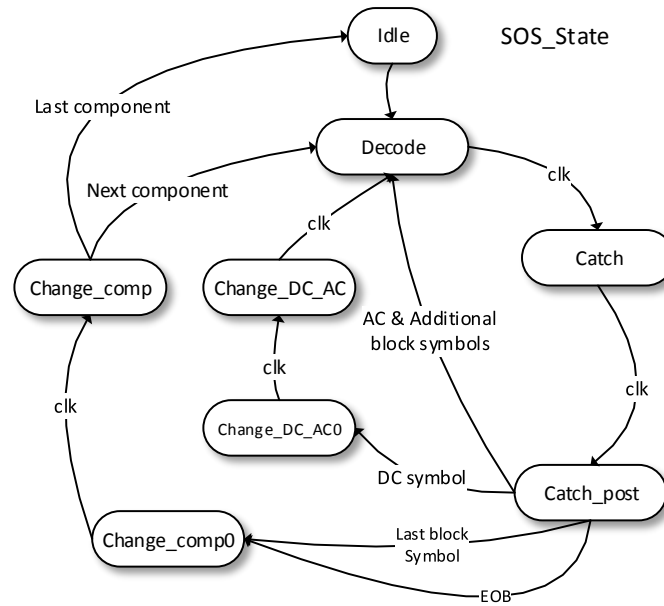 Idle
SOS_State
Last component
Decode
Next component
clk
clk
Change_comp
Change_DC_AC
Catch
AC & Additional
block symbols
clk
clk
clk
Change_DC_AC0
DC symbol
Catch_post
Change_comp0
Last block
Symbol
EOB